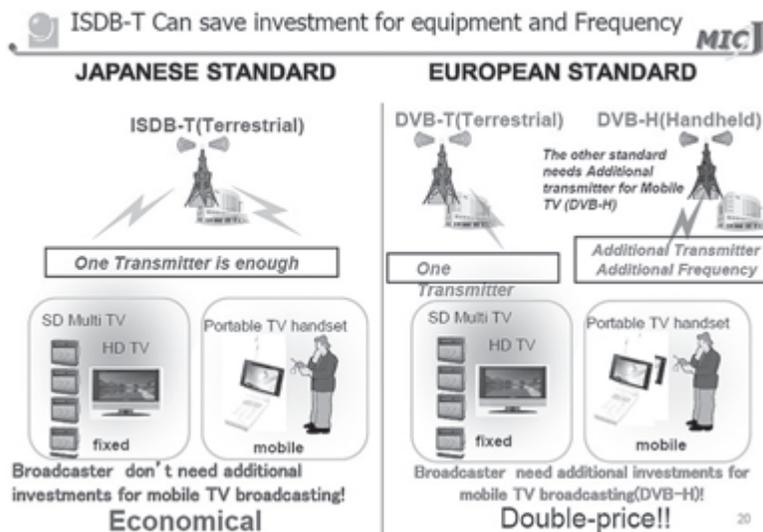 ISDB-T Can save investment for equipment and Frequency
MIC J
JAPANESE STANDARD
ISDB-T(Terrestrial)
One Transmitter is enough
SD Multi TV
HD TV
fixed
Portable TV handset
mobile
Broadcaster don't need additional
investments for mobile TV broadcasting!
Economical
EUROPEAN STANDARD
DVB-T(Terrestrial)
DVB-H(Handheld)
The other standard
needs Additional
transmitter for Mobile
TV (DVB-H)
One
Transmitter
Additional Transmitter
Additional Frequency
SD Multi TV
HD TV
fixed
Portable TV handset
mobile
Broadcaster need additional investments for
mobile TV broadcasting(DVB-H)!
Double-price!!
20